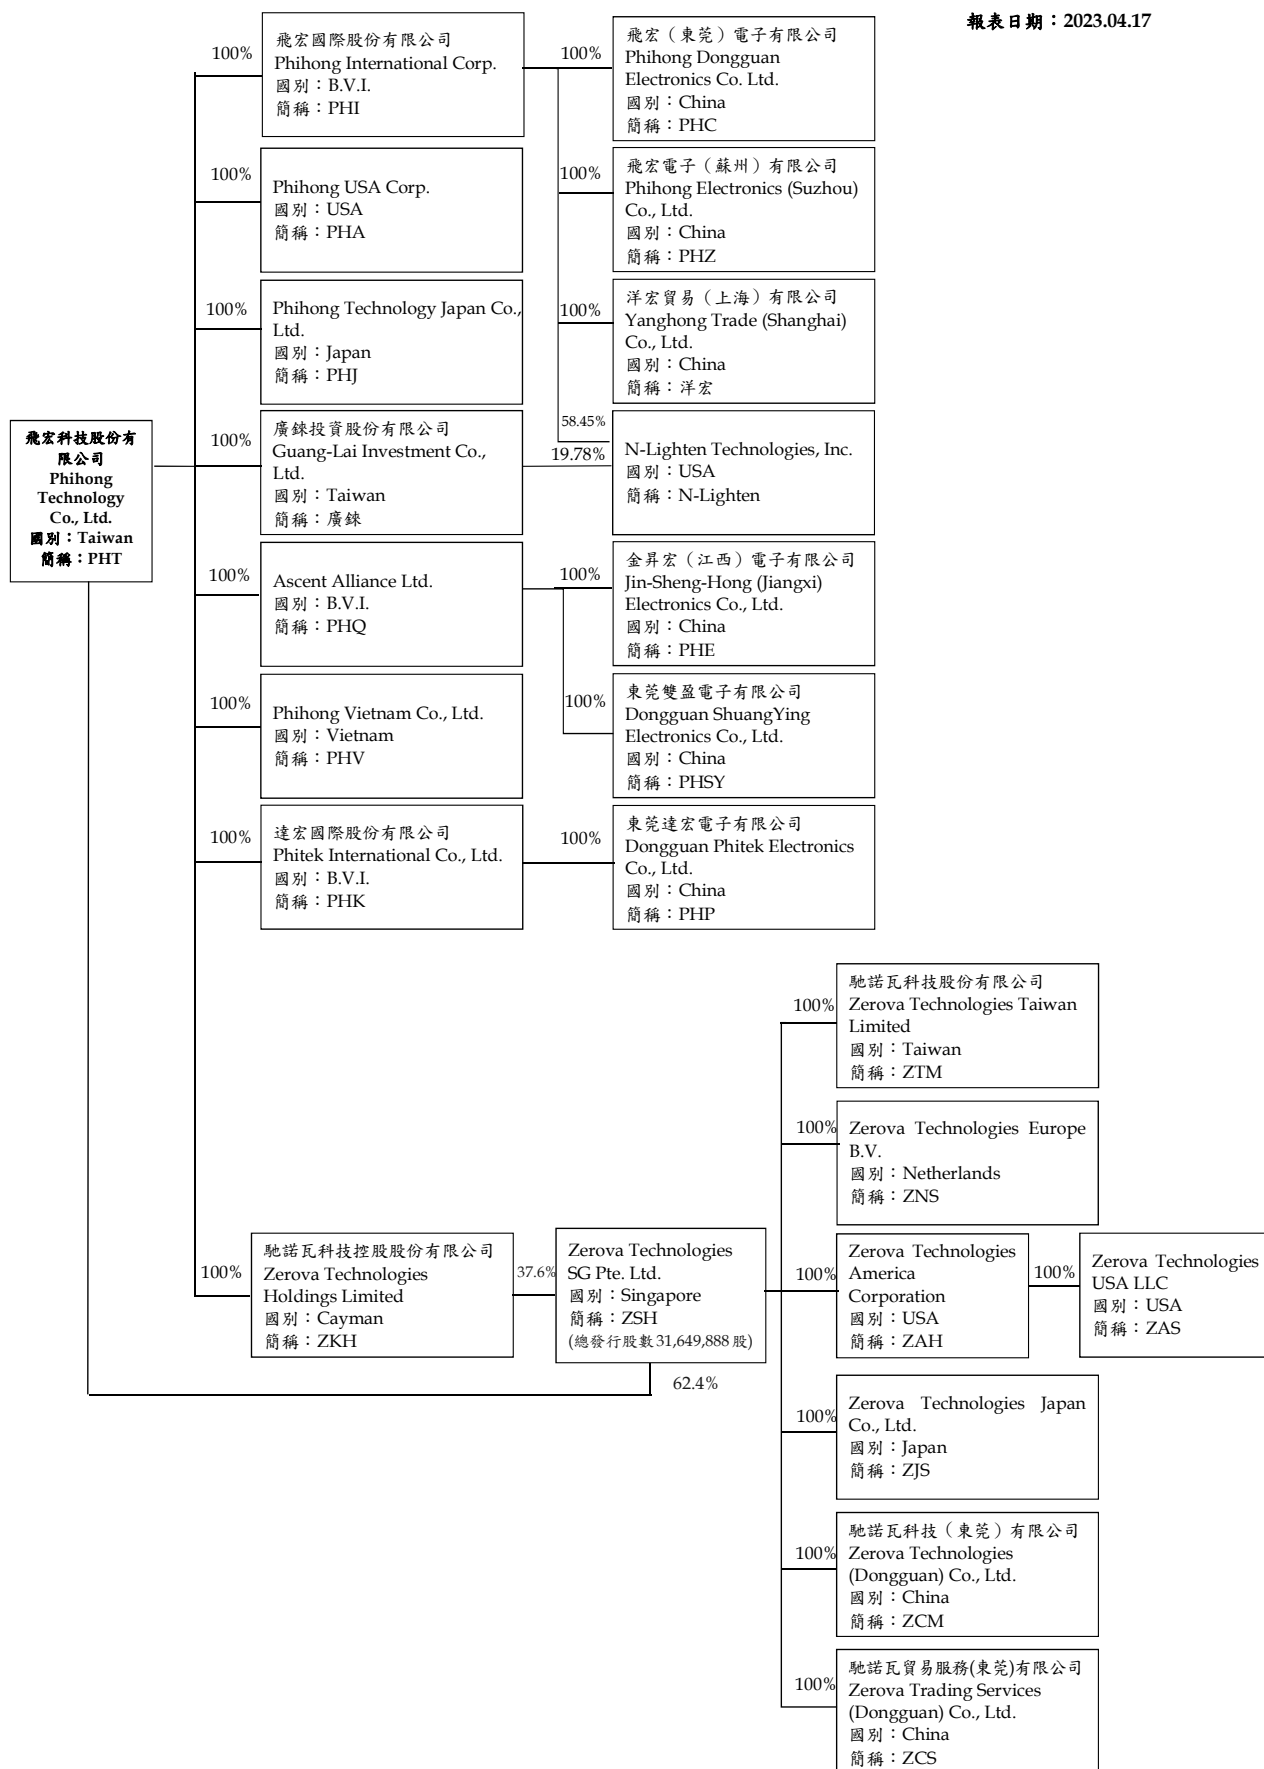 報表日期：2023.04.17
飛宏科技股份有
限公司
Phihong
Technology
Co., Ltd.
國別：Taiwan
簡稱：PHT
100%
飛宏國際股份有限公司
Phihong International Corp.
國別：B.V.I.
簡稱：PHI
100%
飛宏（東莞）電子有限公司
Phihong Dongguan
Electronics Co. Ltd.
國別：China
簡稱：PHC
100%
飛宏電子（蘇州）有限公司
Phihong Electronics (Suzhou)
Co., Ltd.
國別：China
簡稱：PHZ
100%
洋宏貿易（上海）有限公司
Yanghong Trade (Shanghai)
Co., Ltd.
國別：China
簡稱：洋宏
58.45%
19.78%
N-Lighten Technologies, Inc.
國別：USA
簡稱：N-Lighten
100%
Phihong USA Corp.
國別：USA
簡稱：PHA
100%
Phihong Technology Japan Co.,
Ltd.
國別：Japan
簡稱：PHJ
100%
廣錸投資股份有限公司
Guang-Lai Investment Co.,
Ltd.
國別：Taiwan
簡稱：廣錸
100%
Ascent Alliance Ltd.
國別：B.V.I.
簡稱：PHQ
100%
金昇宏（江西）電子有限公司
Jin-Sheng-Hong (Jiangxi)
Electronics Co., Ltd.
國別：China
簡稱：PHE
100%
東莞雙盈電子有限公司
Dongguan ShuangYing
Electronics Co., Ltd.
國別：China
簡稱：PHSY
100%
Phihong Vietnam Co., Ltd.
國別：Vietnam
簡稱：PHV
100%
達宏國際股份有限公司
Phitek International Co., Ltd.
國別：B.V.I.
簡稱：PHK
100%
東莞達宏電子有限公司
Dongguan Phitek Electronics
Co., Ltd.
國別：China
簡稱：PHP
100%
馳諾瓦科技控股股份有限公司
Zerova Technologies
Holdings Limited
國別：Cayman
簡稱：ZKH
37.6%
Zerova Technologies
SG Pte. Ltd.
國別：Singapore
簡稱：ZSH
(總發行股數 31,649,888 股)
62.4%
100%
馳諾瓦科技股份有限公司
Zerova Technologies Taiwan
Limited
國別：Taiwan
簡稱：ZTM
100%
Zerova Technologies Europe
B.V.
國別：Netherlands
簡稱：ZNS
100%
Zerova Technologies
America
Corporation
國別：USA
簡稱：ZAH
100%
Zerova Technologies
USA LLC
國別：USA
簡稱：ZAS
100%
Zerova Technologies Japan
Co., Ltd.
國別：Japan
簡稱：ZJS
100%
馳諾瓦科技（東莞）有限公司
Zerova Technologies
(Dongguan) Co., Ltd.
國別：China
簡稱：ZCM
100%
馳諾瓦貿易服務(東莞)有限公司
Zerova Trading Services
(Dongguan) Co., Ltd.
國別：China
簡稱：ZCS